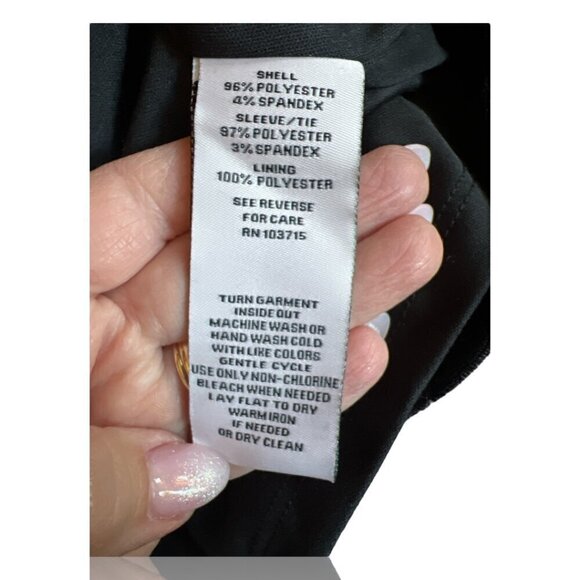 SHELL
96% POLYESTER
4% SPANDEX
SLEEVE/TIE
97% POLYESTER
3% SPANDEX
LINING
100% POLYESTER
SEE REVERSE
FOR CARE
RN 103715
TURN GARMENT
INSIDE OUT
MACHINE WASH OR
HAND WASH COLD
WITH LIKE COLORS
GENTLE CYCLE
USE ONLY NON-CHLORINE
BLEACH WHEN NEEDED
LAY FLAT TO DRY
WARM IRON
IF NEEDED
OR DRY CLEAN